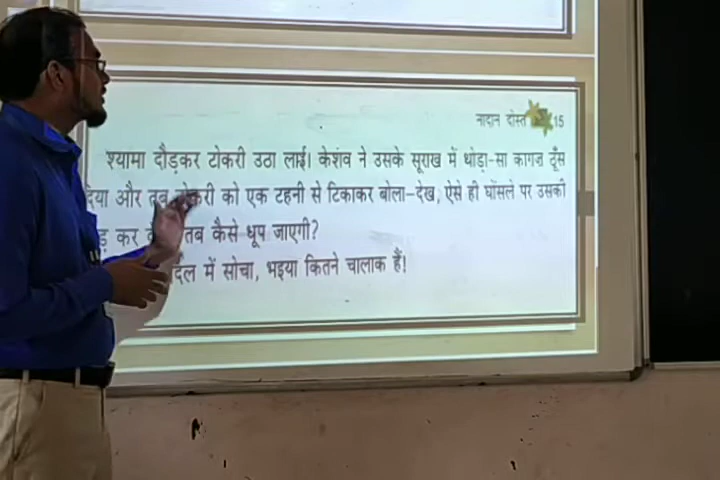 नादान दोस्त 15
श्यामा दौड़कर टोकरी उठा लाई। केशव ने उसके सूराख में थोड़ा-सा कागज़ ठूँस
दिया और तब टोकरी को एक टहनी से टिकाकर बोला-देख, ऐसे ही घोंसले पर उसकी
कर तब कैसे धूप जाएगी?
में सोचा, भइया कितने चालाक हैं!